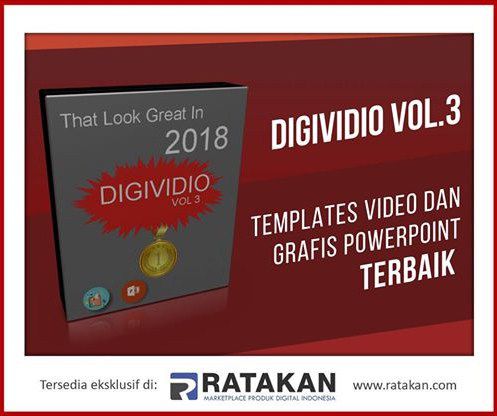 That Look Great In
2018
DIGIVIDIO
VOL 3
1
DIGIVIDIO VOL.3
TEMPLATES VIDEO DAN
GRAFIS POWERPOINT
TERBAIK
Tersedia eksklusif di:
RATAKAN
MARKETPLACE PRODUK DIGITAL INDONESIA
www.ratakan.com